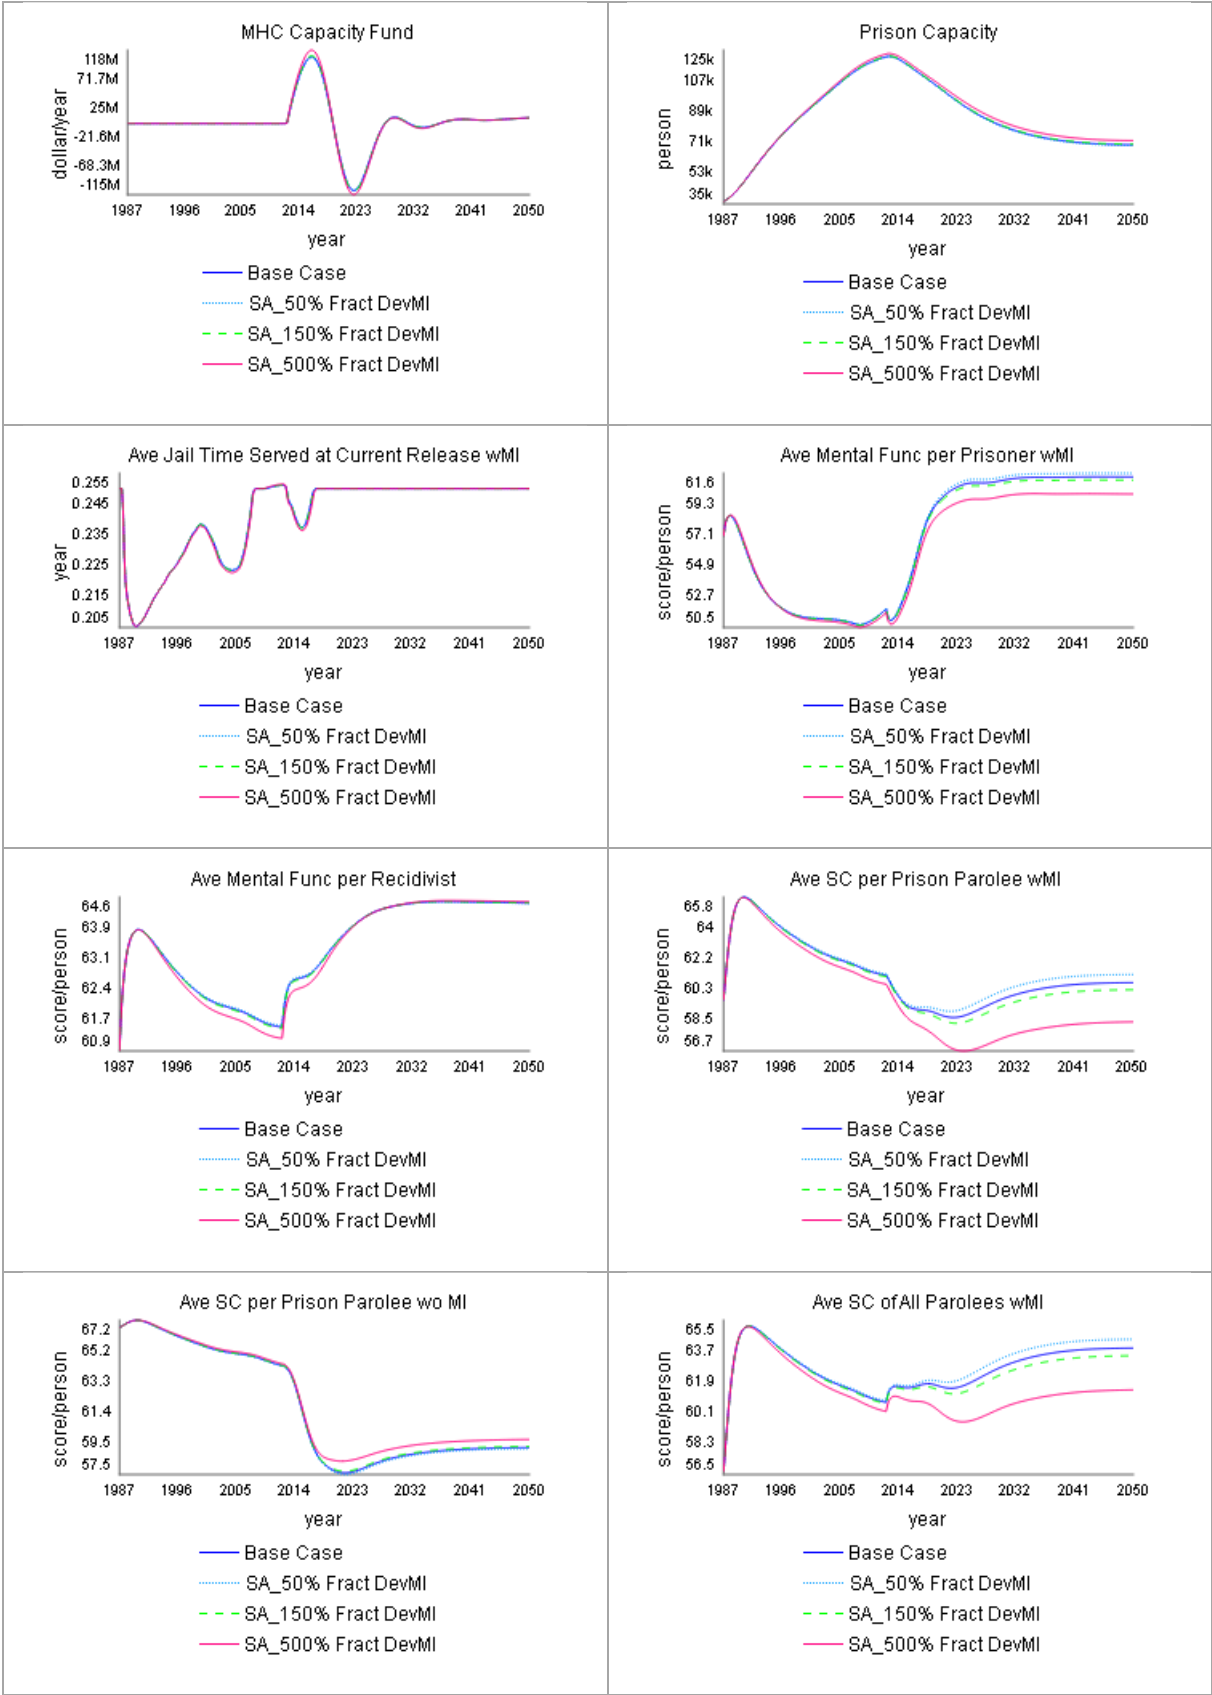 MHC Capacity Fund
dollar/year
118M
71.7M
25M
-21.6M
-68.3M
-115M
1987 1996 2005 2014 2023 2032 2041 2050
year
Base Case
SA_50% Fract DevMI
SA_150% Fract DevMI
SA_500% Fract DevMI
Prison Capacity
person
125k
107k
89k
71k
53k
35k
1987 1996 2005 2014 2023 2032 2041 2050
year
Base Case
SA_50% Fract DevMI
SA_150% Fract DevMI
SA_500% Fract DevMI
Ave Jail Time Served at Current Release wMI
year
0.255
0.245
0.235
0.225
0.215
0.205
1987 1996 2005 2014 2023 2032 2041 2050
year
Base Case
SA_50% Fract DevMI
SA_150% Fract DevMI
SA_500% Fract DevMI
Ave Mental Func per Prisoner wMI
score/person
61.6
59.3
57.1
54.9
52.7
50.5
1987 1996 2005 2014 2023 2032 2041 2050
year
Base Case
SA_50% Fract DevMI
SA_150% Fract DevMI
SA_500% Fract DevMI
Ave Mental Func per Recidivist
score/person
64.6
63.9
63.1
62.4
61.7
60.9
1987 1996 2005 2014 2023 2032 2041 2050
year
Base Case
SA_50% Fract DevMI
SA_150% Fract DevMI
SA_500% Fract DevMI
Ave SC per Prison Parolee wMI
score/person
65.8
64
62.2
60.3
58.5
56.7
1987 1996 2005 2014 2023 2032 2041 2050
year
Base Case
SA_50% Fract DevMI
SA_150% Fract DevMI
SA_500% Fract DevMI
Ave SC per Prison Parolee wo MI
score/person
67.2
65.2
63.3
61.4
59.5
57.5
1987 1996 2005 2014 2023 2032 2041 2050
year
Base Case
SA_50% Fract DevMI
SA_150% Fract DevMI
SA_500% Fract DevMI
Ave SC of All Parolees wMI
score/person
65.5
63.7
61.9
60.1
58.3
56.5
1987 1996 2005 2014 2023 2032 2041 2050
year
Base Case
SA_50% Fract DevMI
SA_150% Fract DevMI
SA_500% Fract DevMI